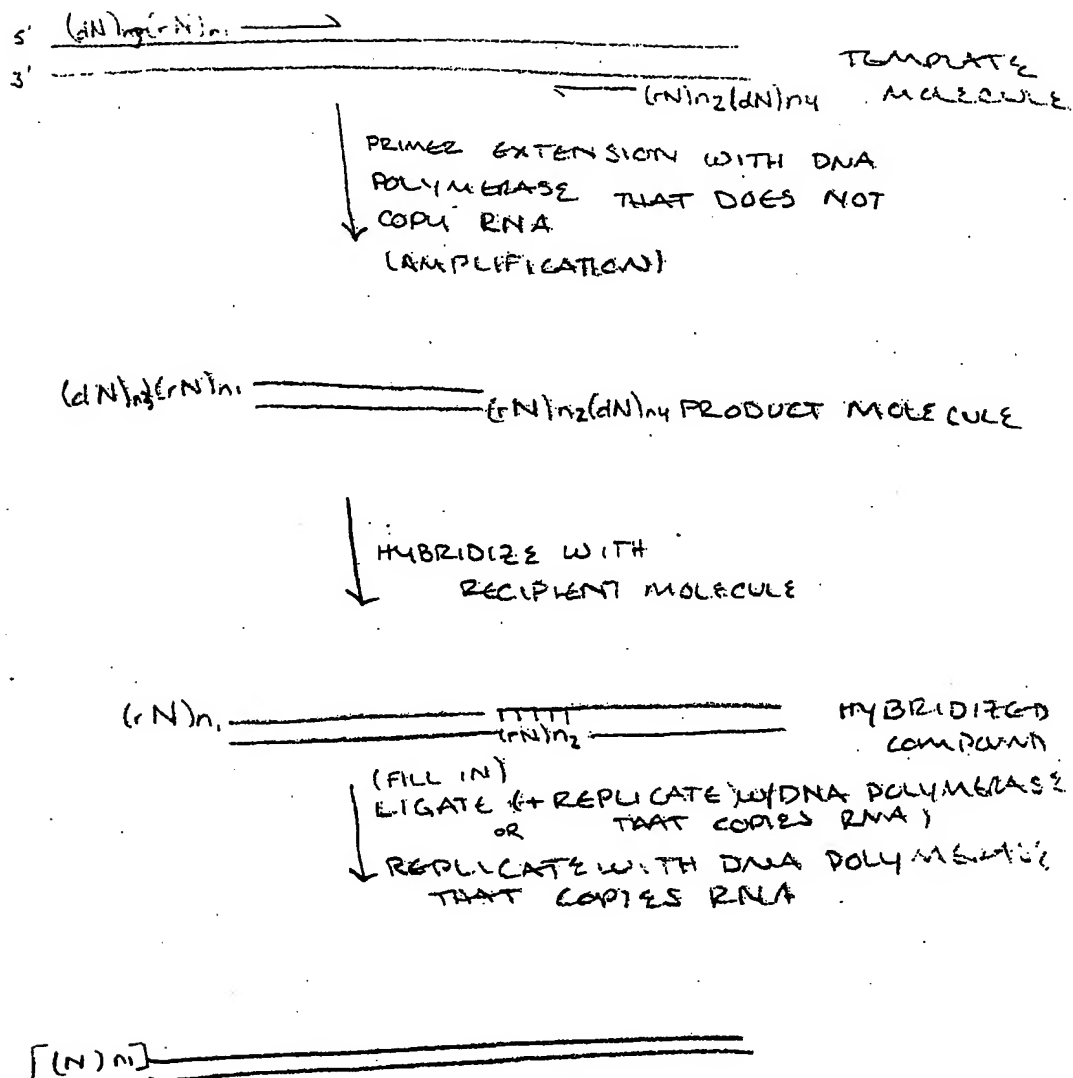 5' (dN)n3(rN)n1
3'
TEMPLATE
MOLECULE
(rN)n2(dN)n4
PRIMER EXTENSION WITH DNA
POLYMERASE THAT DOES NOT
COPY RNA
(AMPLIFICATION)
(dN)n3(rN)n1
(rN)n2(dN)n4 PRODUCT MOLECULE
HYBRIDIZE WITH
RECIPIENT MOLECULE
(rN)n1
(rN)n2
HYBRIDIZED
COMPOUND
(FILL IN)
LIGATE (+ REPLICATE W/DNA POLYMERASE
OR THAT COPIES RNA)
REPLICATE WITH DNA POLYMERASE
THAT COPIES RNA
[(N)n1]